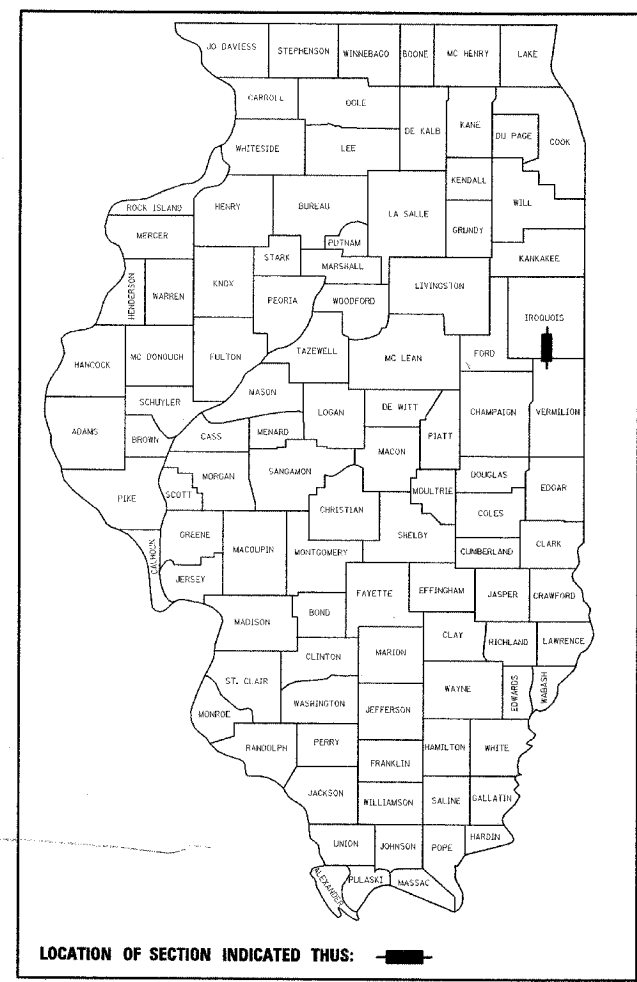 JO DAVIESS STEPHENSON WINNEBAGO BOONE MC HENRY LAKE
CARROLL OGLE DE KALB KANE DU PAGE COOK
WHITESIDE LEE
KENDALL WILL
ROCK ISLAND HENRY BUREAU LA SALLE
MERCER PUTNAM GRUNDY
STARK MARSHALL KANKAKEE
HENDERSON WARREN KNOX PEORIA WOODFORD LIVINGSTON
IROQUOIS
HANCOCK MC DONOUGH FULTON TAZEWELL MC LEAN FORD
SCHUYLER MASON LOGAN DE WITT CHAMPAIGN VERMILION
ADAMS BROWN CASS MENARD MACON PIATT
PIKE SCOTT MORGAN SANGAMON MOULTRIE DOUGLAS EDGAR
CHRISTIAN COLES
CALHOUN GREENE MACOUPIN MONTGOMERY SHELBY CUMBERLAND CLARK
JERSEY
MADISON BOND FAYETTE EFFINGHAM JASPER CRAWFORD
CLAY RICHLAND LAWRENCE
CLINTON MARION
ST. CLAIR WAYNE EDWARDS WABASH
MONROE WASHINGTON JEFFERSON
RANDOLPH PERRY HAMILTON WHITE
FRANKLIN
JACKSON WILLIAMSON SALINE GALLATIN
UNION JOHNSON POPE HARDIN
ALEXANDER PULASKI MASSAC
LOCATION OF SECTION INDICATED THUS: